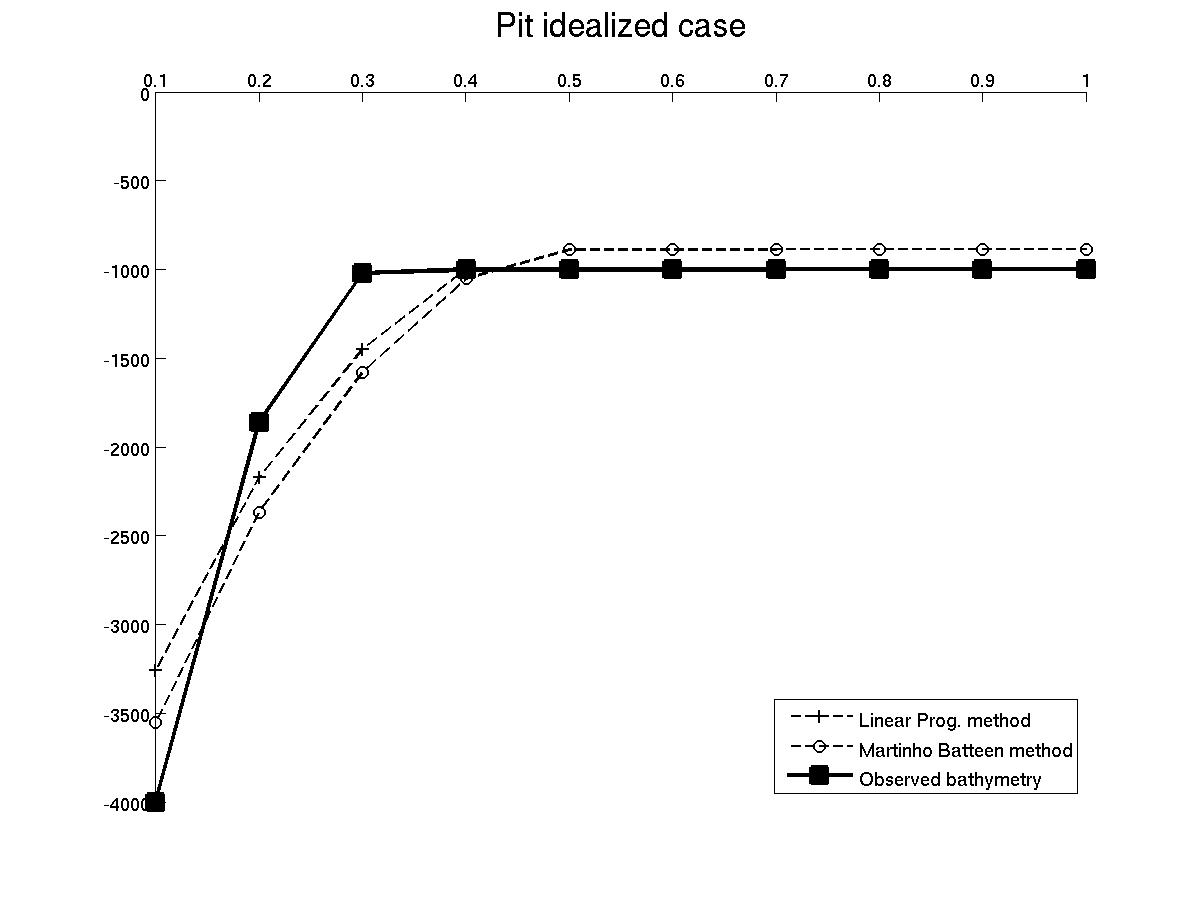 Pit idealized case
0.1 0.2 0.3 0.4 0.5 0.6 0.7 0.8 0.9 1
0
-500
-1000
-1500
-2000
-2500
-3000
-3500
-4000
Linear Prog. method
Martinho Batteen method
Observed bathymetry